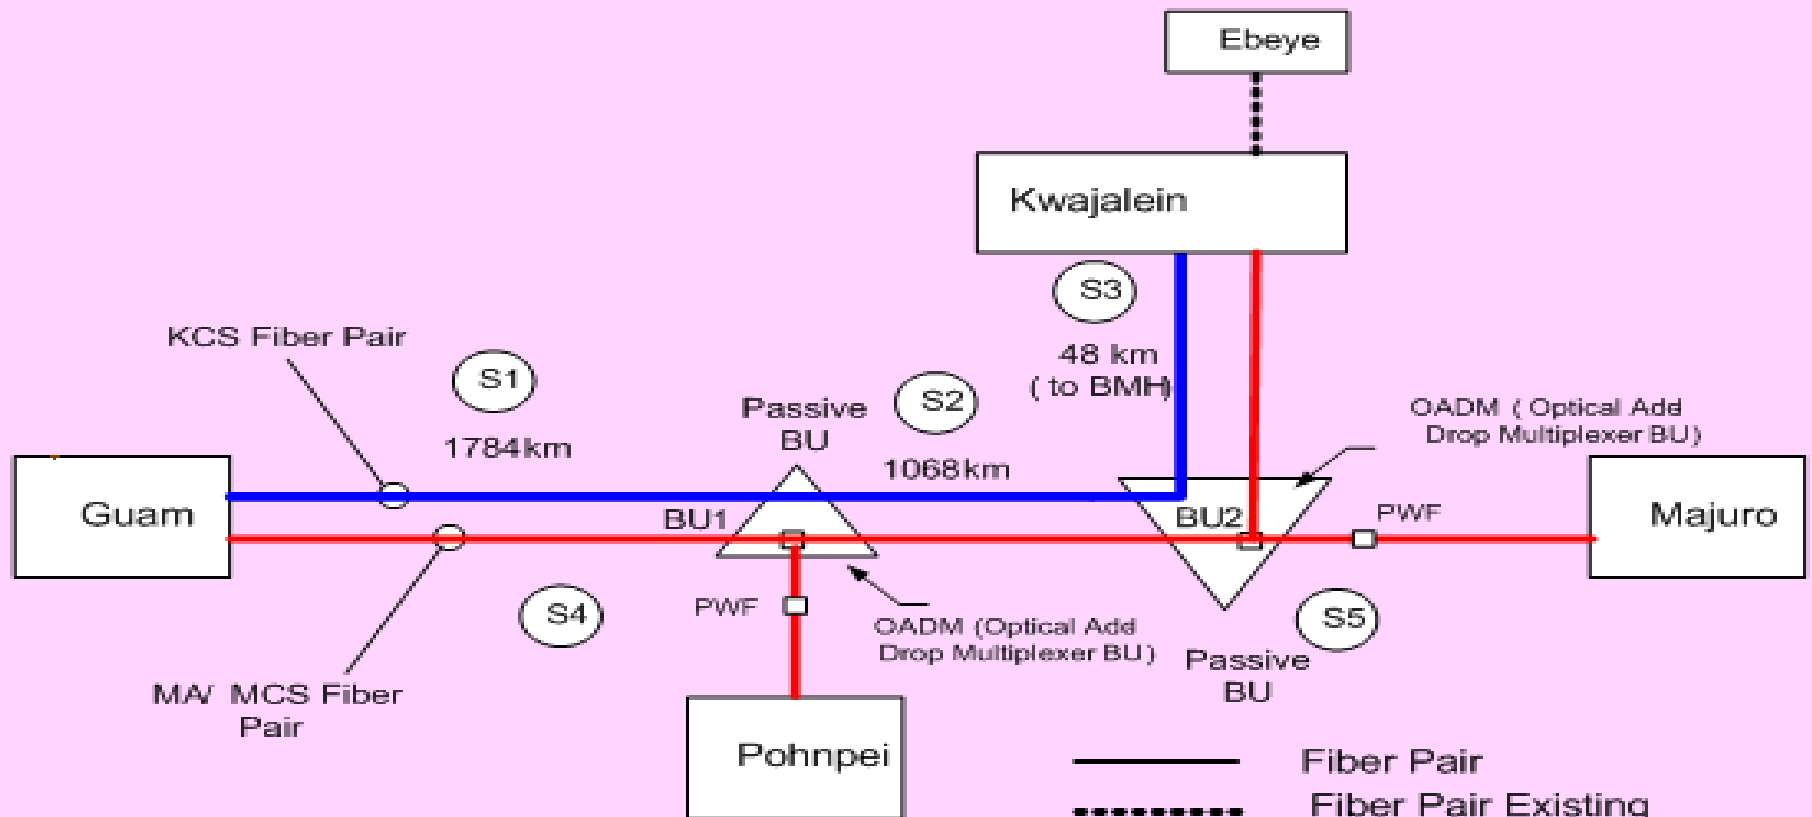 Ebeye
Kwajalein
S3
KCS Fiber Pair
S1
48 km
( to BMH)
S2
Passive
BU
OADM ( Optical Add
Drop Multiplexer BU)
1784km
1068km
Guam
BU1
BU2
PWF
Majuro
PWF
S4
OADM (Optical Add
Drop Multiplexer BU)
S5
Passive
BU
MA/ MCS Fiber
Pair
Pohnpei
Fiber Pair
Fiber Pair Existing